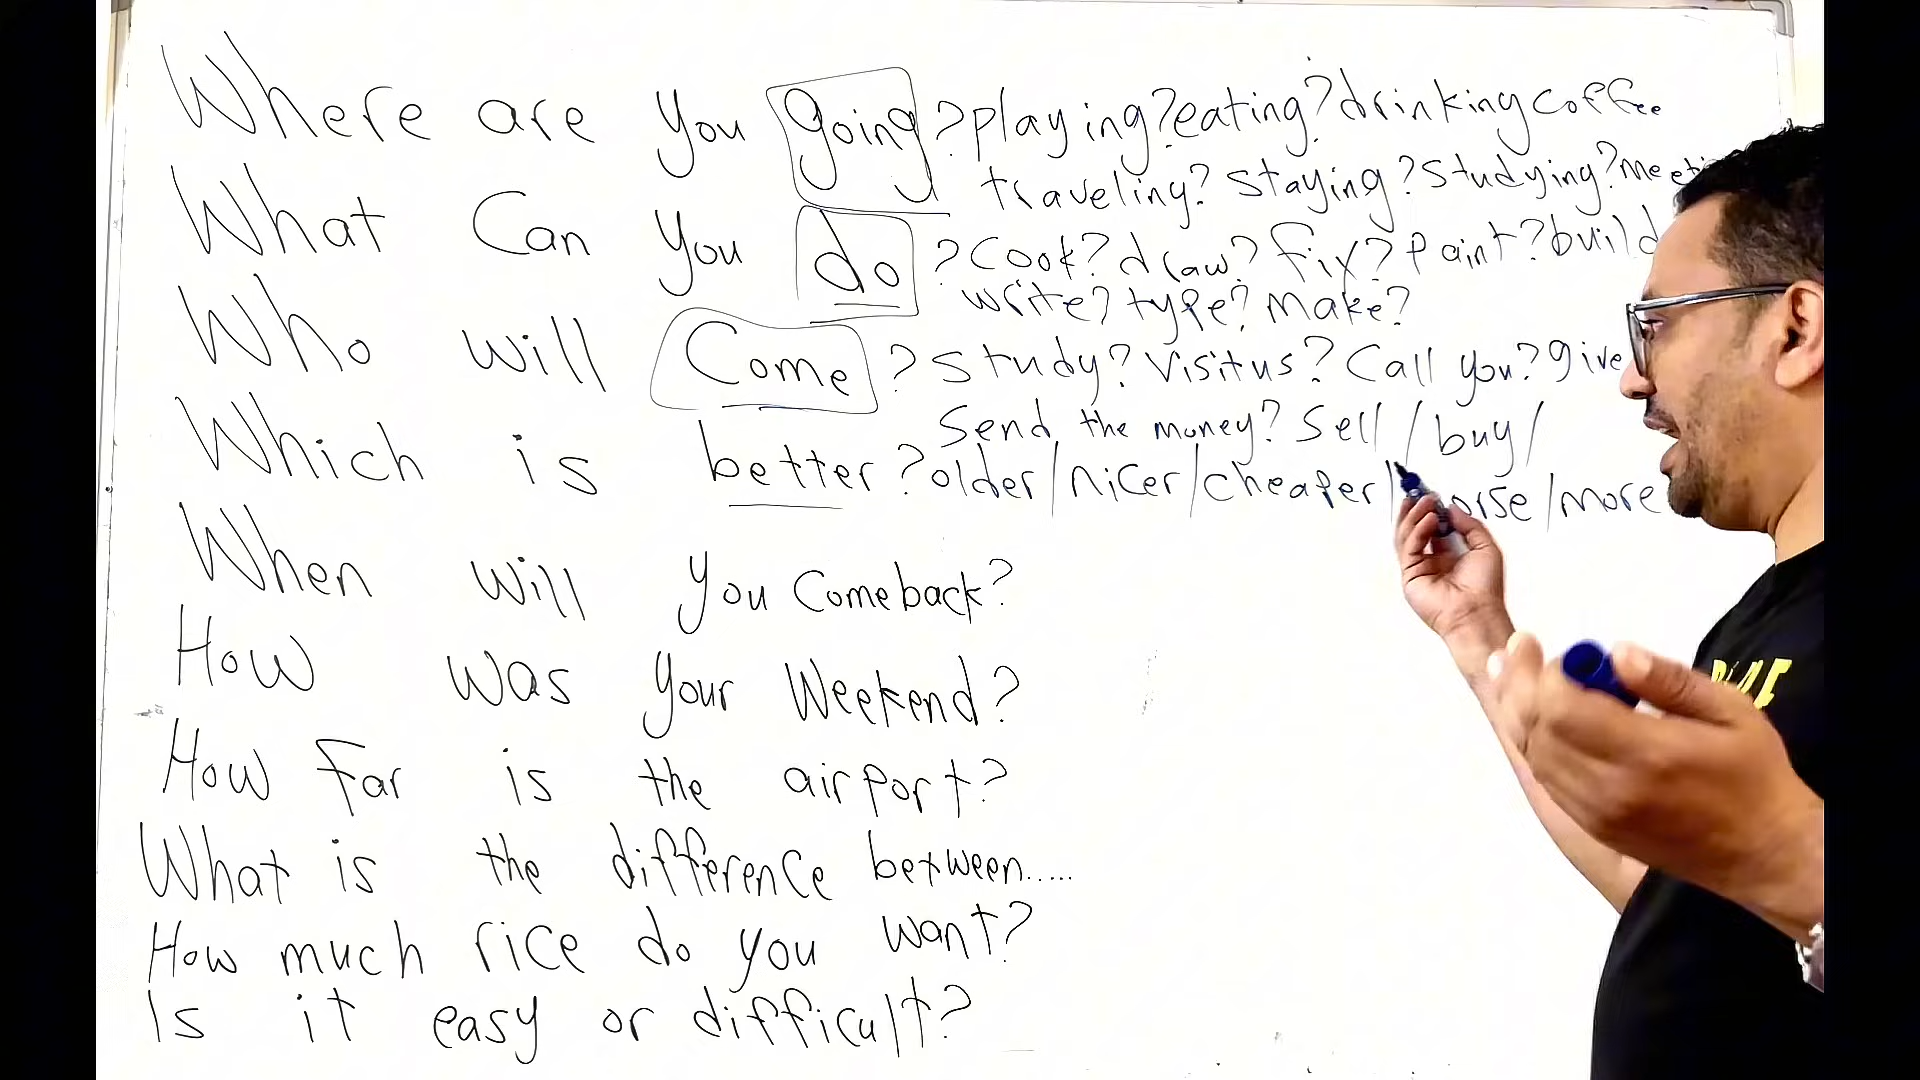 Where are you going? playing? eating? drinking coffee
traveling? staying? studying?
What Can you do? Cook? draw? fix? paint? build
write? type? make?
Who will Come? study? visit us? Call you? give
Send the money? Sell/buy/
Which is better? older/nicer/cheaper/ /more
When will you Come back?
How was your Weekend?
How far is the airport?
What is the difference between.....
How much rice do you want?
Is it easy or difficult?